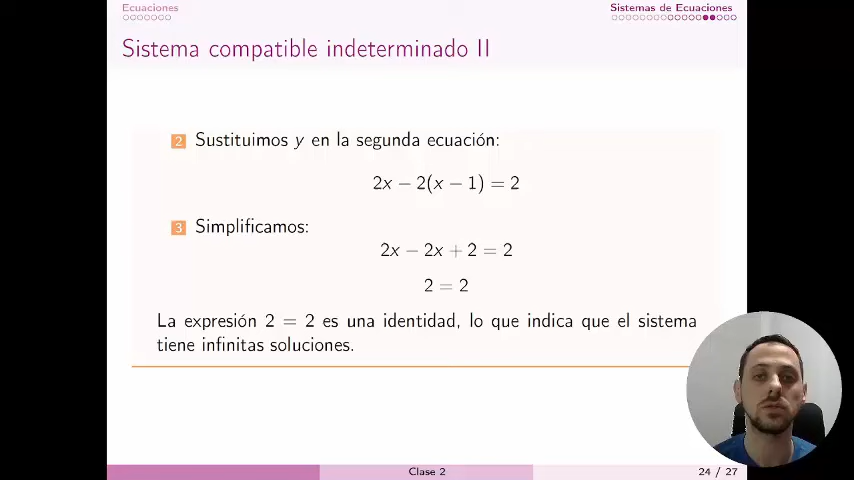 Ecuaciones
Sistemas de Ecuaciones
Sistema compatible indeterminado II
2 Sustituimos y en la segunda ecuación:
2x − 2(x − 1) = 2
3 Simplificamos:
2x − 2x + 2 = 2
2 = 2
La expresión 2 = 2 es una identidad, lo que indica que el sistema
tiene infinitas soluciones.
Clase 2
24 / 27